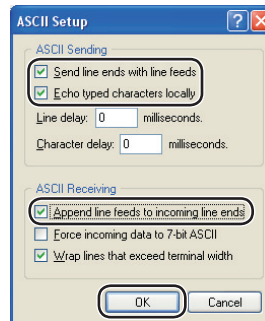 ASCII Setup
ASCII Sending
Send line ends with line feeds
Echo typed characters locally
Line delay: 0 milliseconds.
Character delay: 0 milliseconds.
ASCII Receiving
Append line feeds to incoming line ends
Force incoming data to 7-bit ASCII
Wrap lines that exceed terminal width
OK Cancel